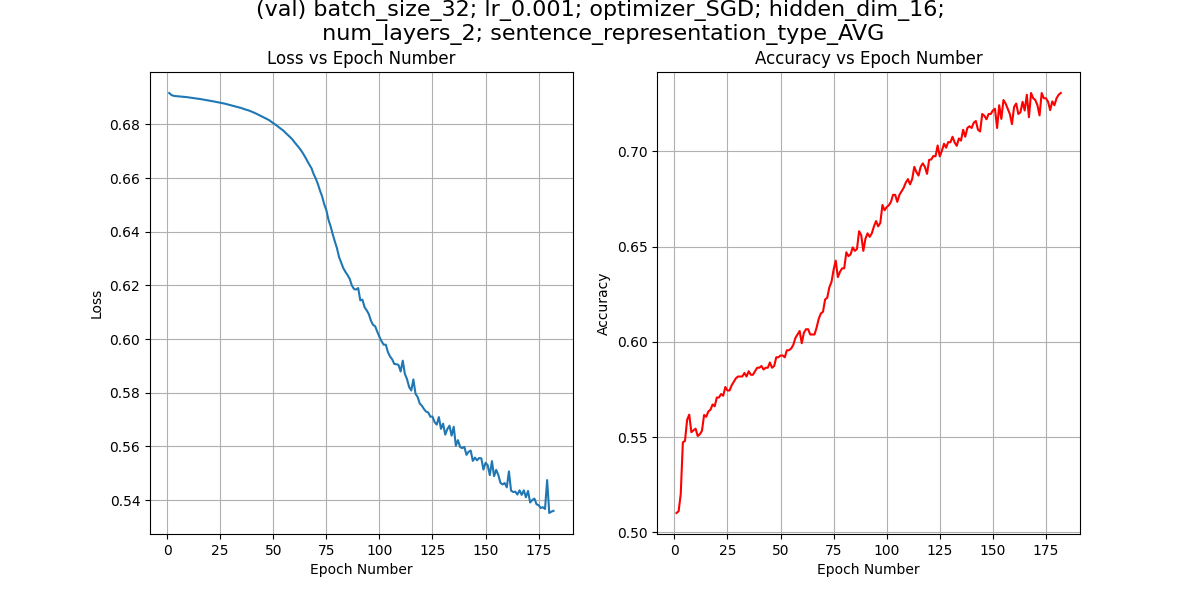 (val) batch_size_32; lr_0.001; optimizer_SGD; hidden_dim_16;
num_layers_2; sentence_representation_type_AVG
Loss vs Epoch Number
0.68
0.66
0.64
0.62
0.60
0.58
0.56
0.54
Loss
0 25 50 75 100 125 150 175
Epoch Number
Accuracy vs Epoch Number
0.70
0.65
0.60
0.55
0.50
Accuracy
0 25 50 75 100 125 150 175
Epoch Number